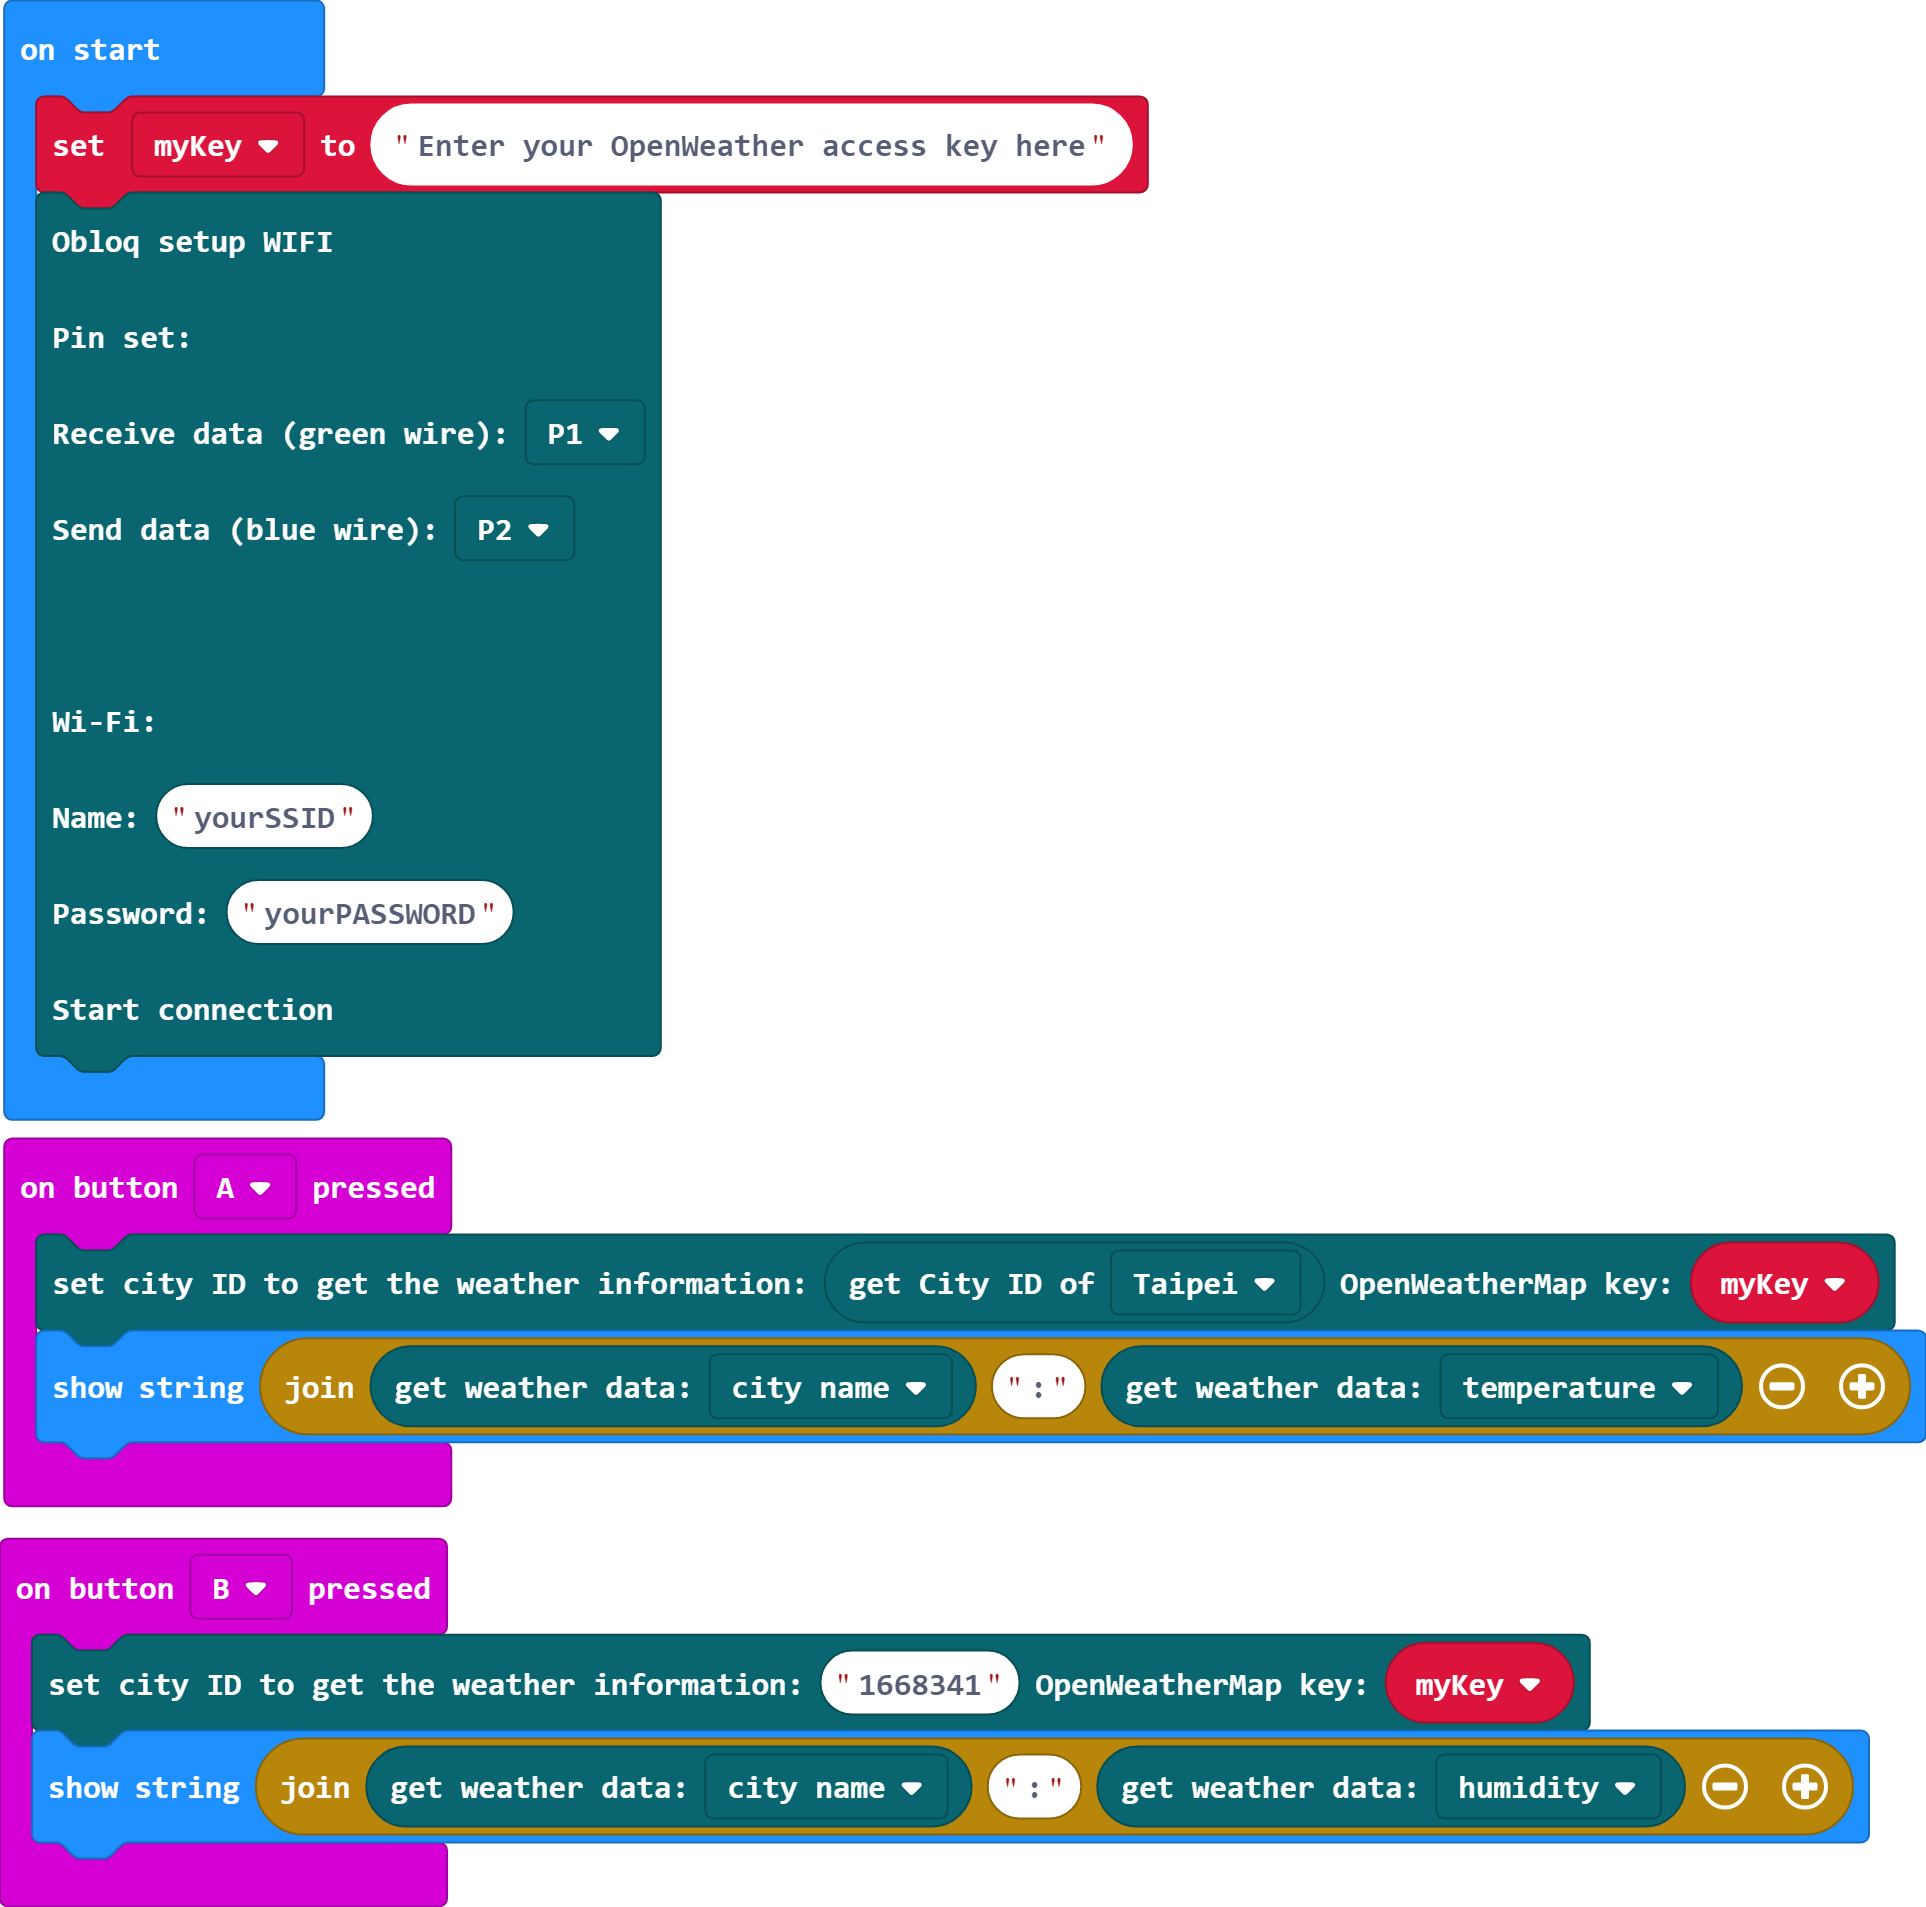 on start
set myKey to "Enter your OpenWeather access key here"
Obloq setup WIFI
Pin set:
Receive data (green wire): P1
Send data (blue wire): P2
Wi-Fi:
Name: "yourSSID"
Password: "yourPASSWORD"
Start connection
on button A pressed
set city ID to get the weather information: get City ID of Taipei OpenWeatherMap key: myKey
show string join get weather data: city name ":" get weather data: temperature
on button B pressed
set city ID to get the weather information: "1668341" OpenWeatherMap key: myKey
show string join get weather data: city name ":" get weather data: humidity